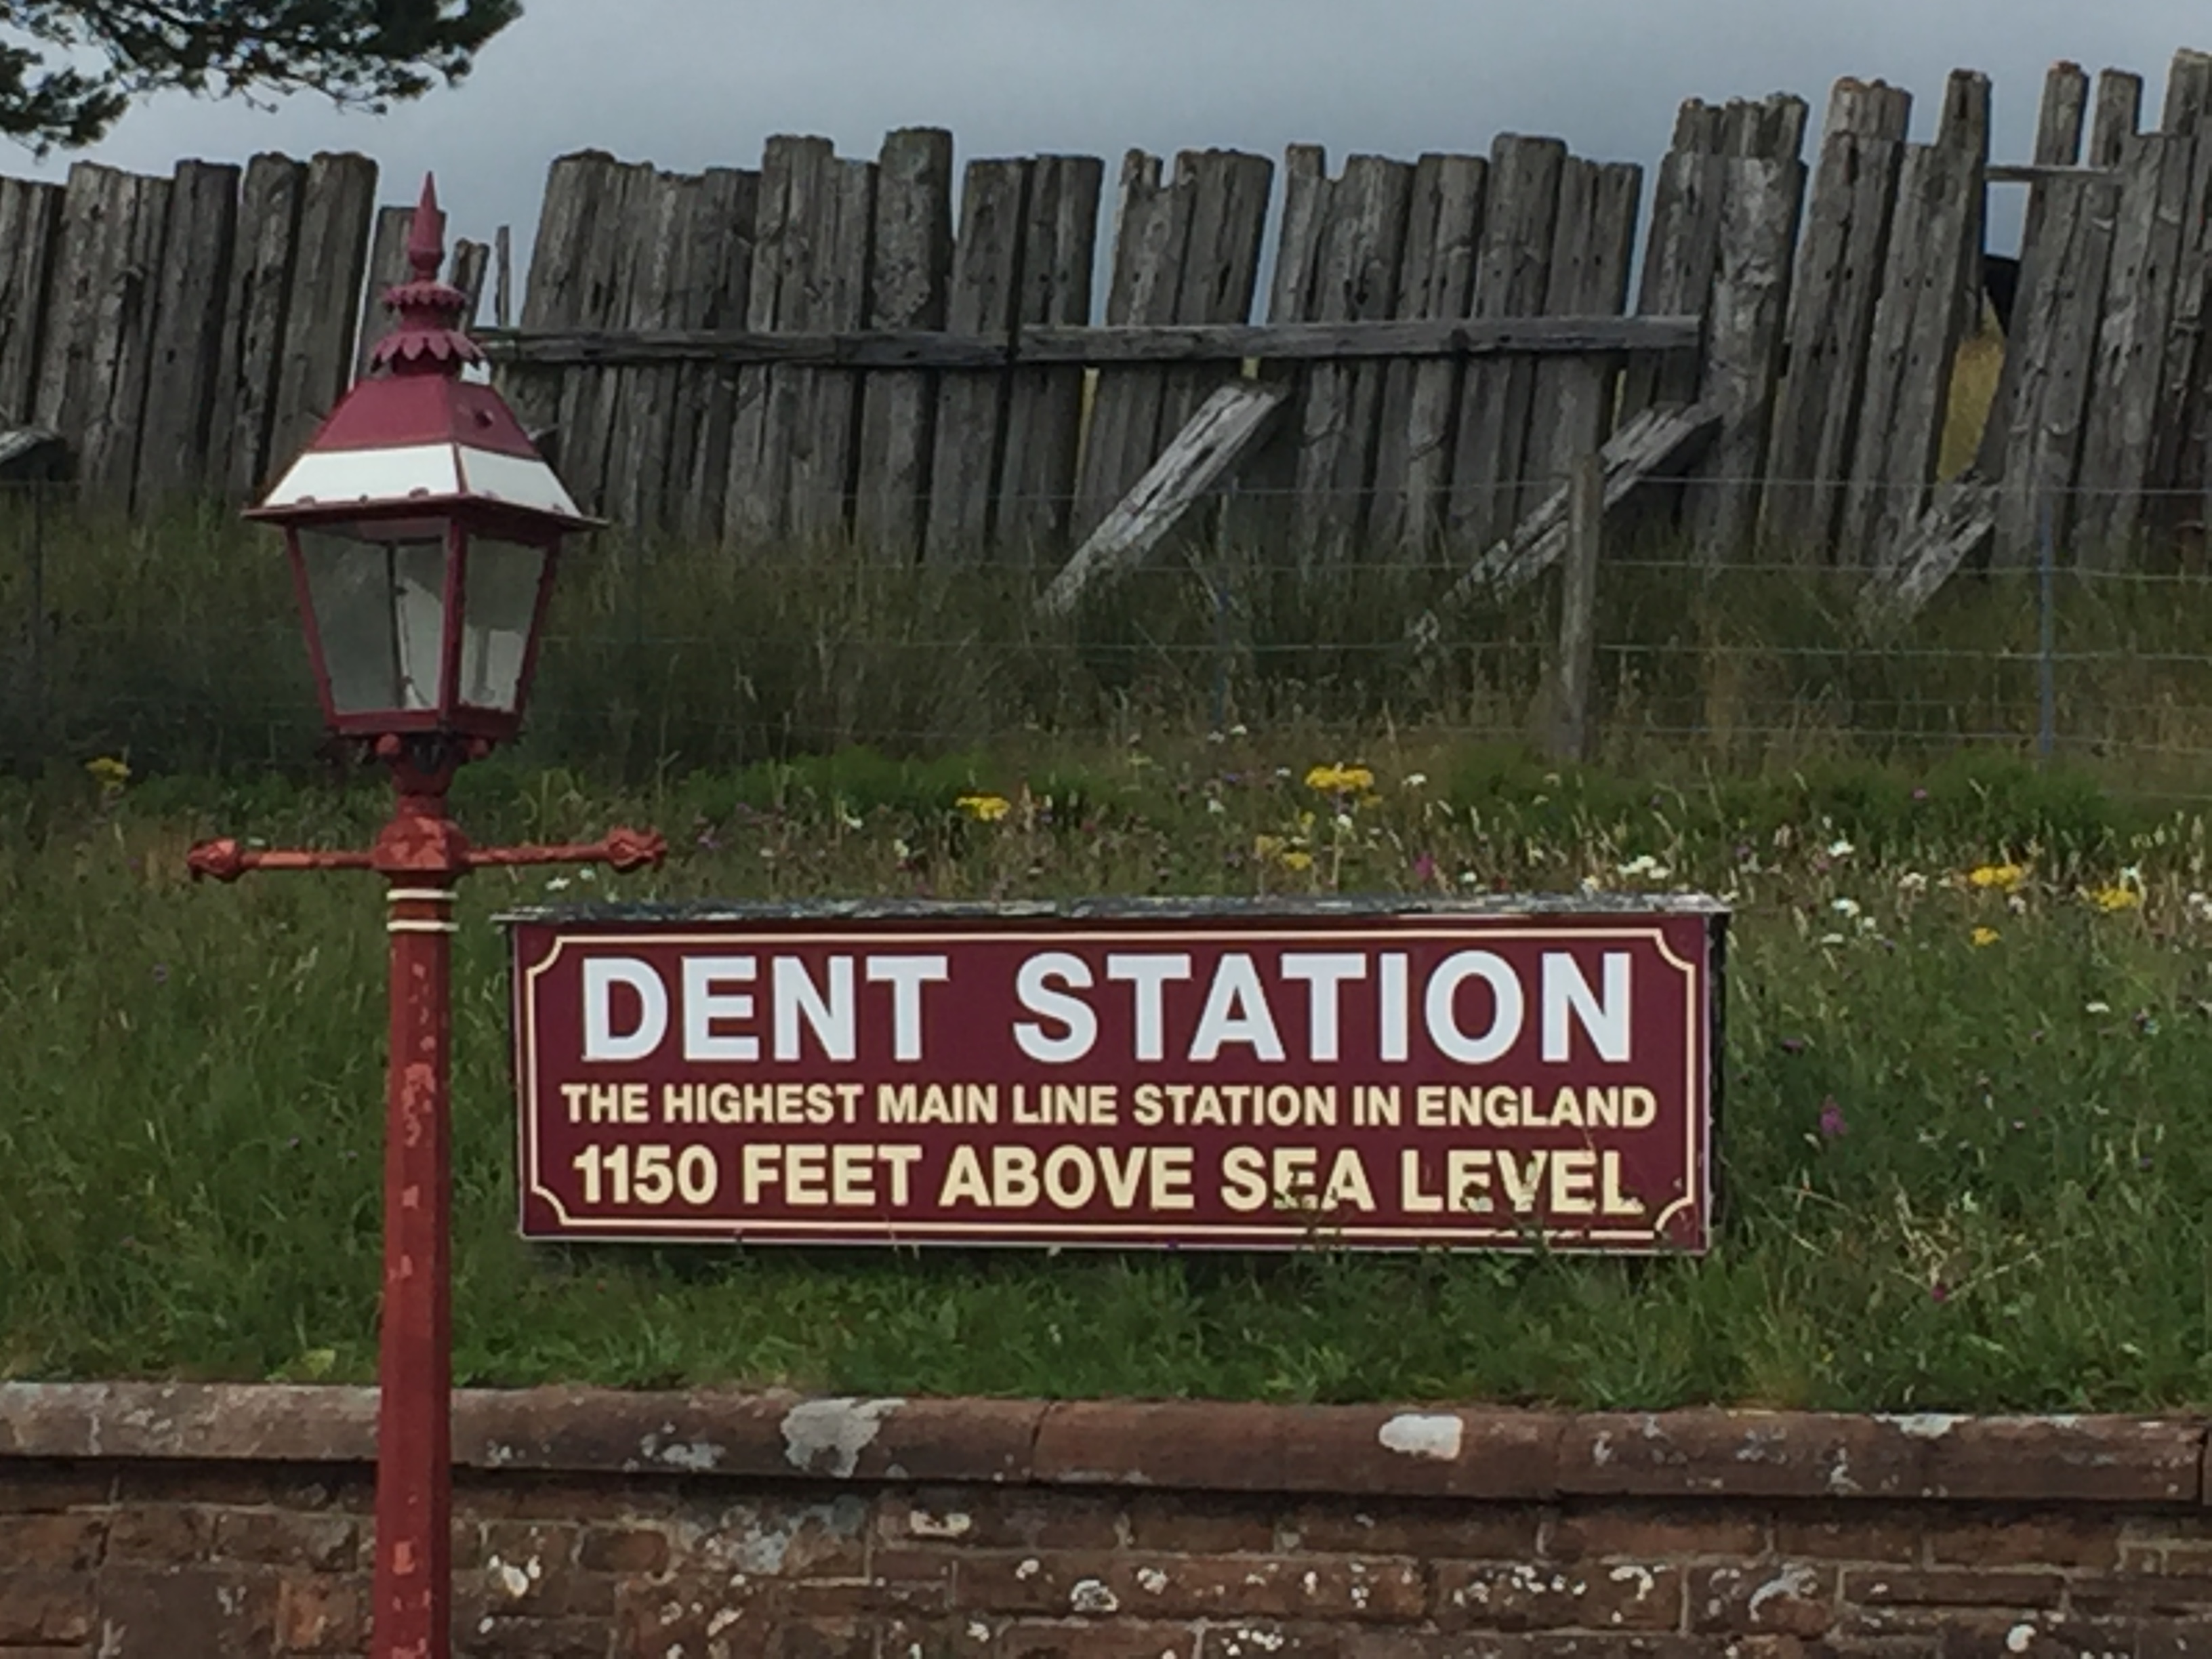 DENT STATION
THE HIGHEST MAIN LINE STATION IN ENGLAND
1150 FEET ABOVE SEA LEVEL